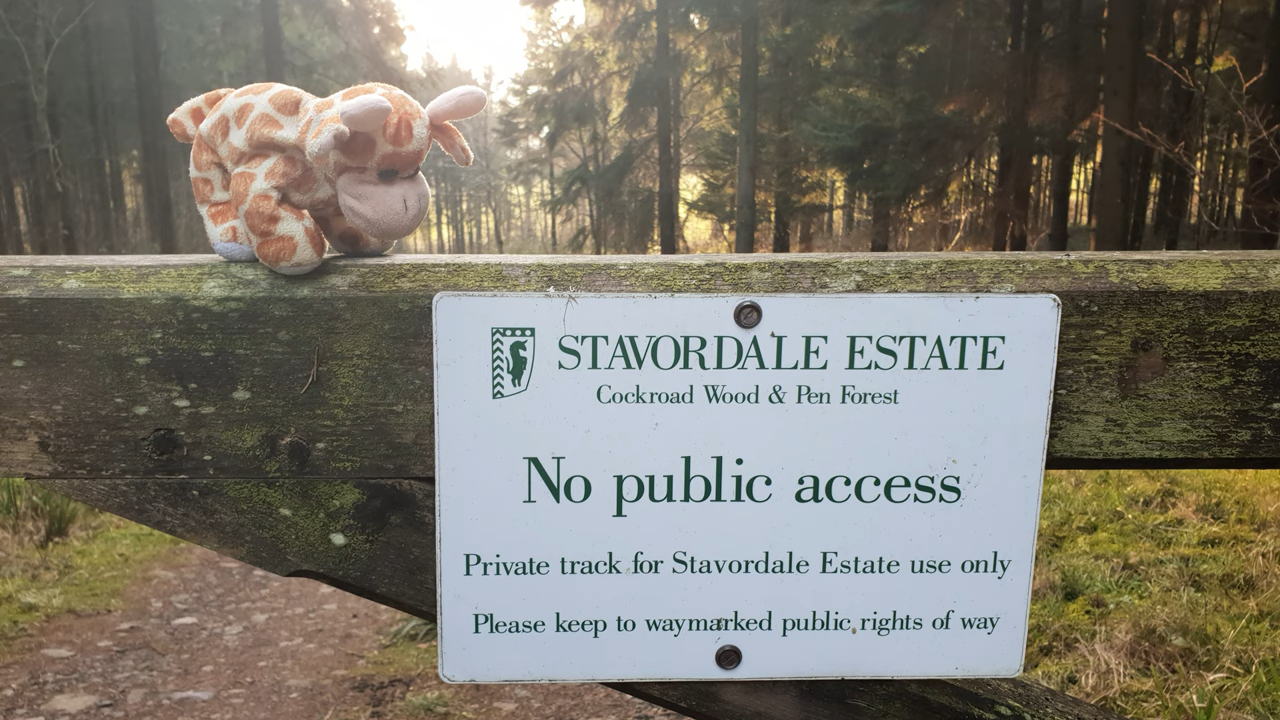 STAVORDALE ESTATE
Cockroad Wood & Pen Forest
No public access
Private track for Stavordale Estate use only
Please keep to waymarked public rights of way